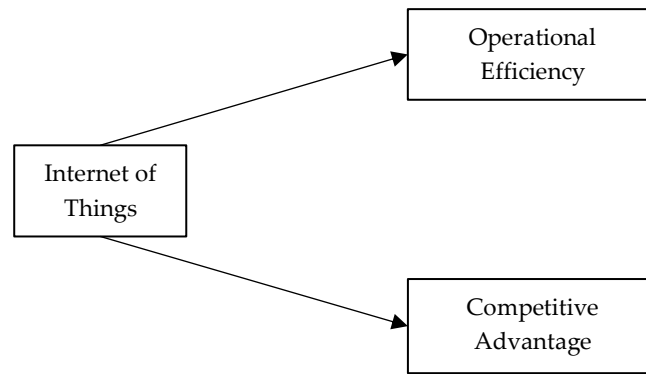 Operational
Efficiency
Internet of
Things
Competitive
Advantage